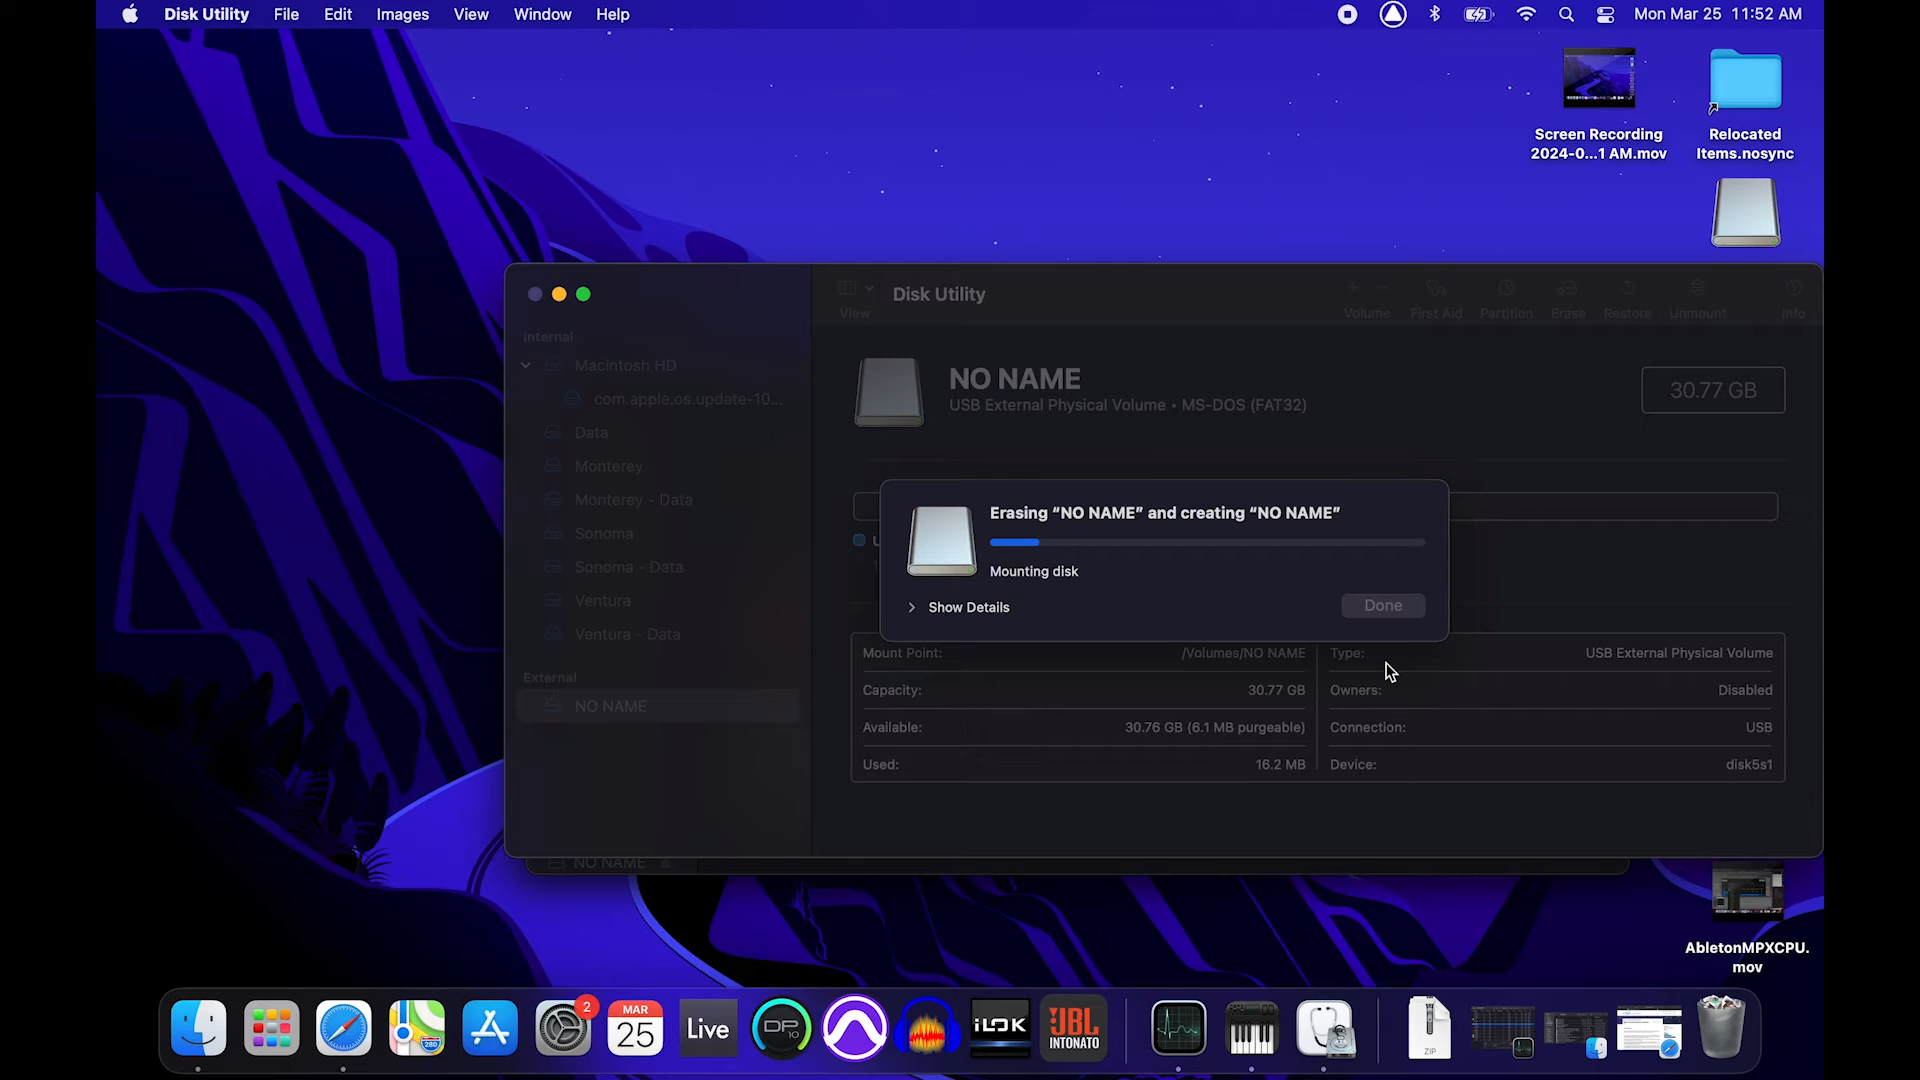 Disk Utility File Edit Images View Window Help Mon Mar 25 11:52 AM
Screen Recording
2024-0...1 AM.mov
Relocated
Items.nosync
Disk Utility
View
Volume First Aid Partition Erase Restore Unmount Info
Internal
Macintosh HD
com.apple.os.update-10...
Data
Monterey
Monterey - Data
Sonoma
Sonoma - Data
Ventura
Ventura - Data
External
NO NAME
NO NAME
USB External Physical Volume • MS-DOS (FAT32)
30.77 GB
Erasing “NO NAME” and creating “NO NAME”
Mounting disk
Show Details
Done
Mount Point: /Volumes/NO NAME
Capacity: 30.77 GB
Available: 30.76 GB (6.1 MB purgeable)
Used: 16.2 MB
Type: USB External Physical Volume
Owners: Disabled
Connection: USB
Device: disk5s1
NO NAME
AbletonMPXCPU.
mov
280
2
MAR
25
Live
DP
10
iLOK
JBL
INTONATO
ZIP